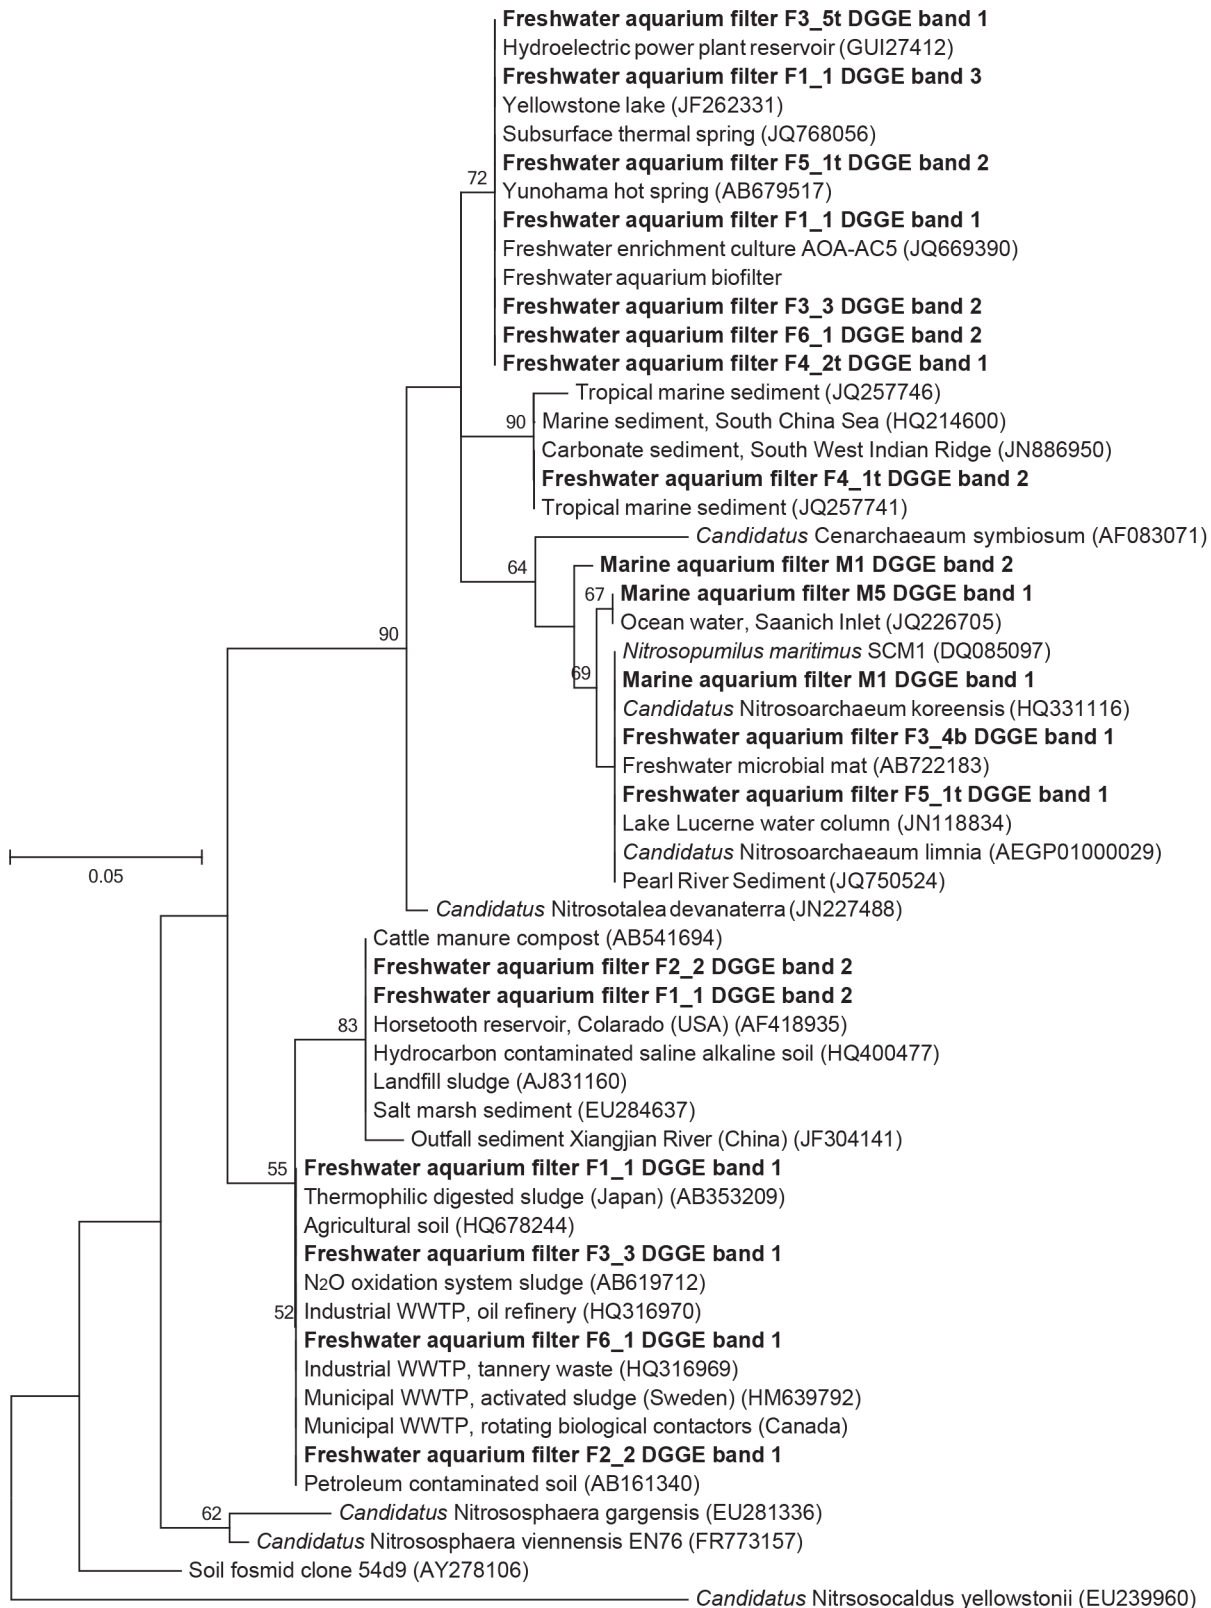 Freshwater aquarium filter F3_5t DGGE band 1
Hydroelectric power plant reservoir (GUI27412)
Freshwater aquarium filter F1_1 DGGE band 3
Yellowstone lake (JF262331)
Subsurface thermal spring (JQ768056)
Freshwater aquarium filter F5_1t DGGE band 2
72
Yunohama hot spring (AB679517)
Freshwater aquarium filter F1_1 DGGE band 1
Freshwater enrichment culture AOA-AC5 (JQ669390)
Freshwater aquarium biofilter
Freshwater aquarium filter F3_3 DGGE band 2
Freshwater aquarium filter F6_1 DGGE band 2
Freshwater aquarium filter F4_2t DGGE band 1
Tropical marine sediment (JQ257746)
90
Marine sediment, South China Sea (HQ214600)
Carbonate sediment, South West Indian Ridge (JN886950)
Freshwater aquarium filter F4_1t DGGE band 2
Tropical marine sediment (JQ257741)
Candidatus Cenarchaeaum symbiosum (AF083071)
64
Marine aquarium filter M1 DGGE band 2
67
Marine aquarium filter M5 DGGE band 1
Ocean water, Saanich Inlet (JQ226705)
90
Nitrosopumilus maritimus SCM1 (DQ085097)
69
Marine aquarium filter M1 DGGE band 1
Candidatus Nitrosoarchaeum koreensis (HQ331116)
Freshwater aquarium filter F3_4b DGGE band 1
Freshwater microbial mat (AB722183)
Freshwater aquarium filter F5_1t DGGE band 1
Lake Lucerne water column (JN118834)
Candidatus Nitrosoarchaeaum limnia (AEGP01000029)
0.05
Pearl River Sediment (JQ750524)
Candidatus Nitrosotalea devanaterra (JN227488)
Cattle manure compost (AB541694)
Freshwater aquarium filter F2_2 DGGE band 2
Freshwater aquarium filter F1_1 DGGE band 2
83
Horsetooth reservoir, Colarado (USA) (AF418935)
Hydrocarbon contaminated saline alkaline soil (HQ400477)
Landfill sludge (AJ831160)
Salt marsh sediment (EU284637)
Outfall sediment Xiangjian River (China) (JF304141)
55
Freshwater aquarium filter F1_1 DGGE band 1
Thermophilic digested sludge (Japan) (AB353209)
Agricultural soil (HQ678244)
Freshwater aquarium filter F3_3 DGGE band 1
N2O oxidation system sludge (AB619712)
52
Industrial WWTP, oil refinery (HQ316970)
Freshwater aquarium filter F6_1 DGGE band 1
Industrial WWTP, tannery waste (HQ316969)
Municipal WWTP, activated sludge (Sweden) (HM639792)
Municipal WWTP, rotating biological contactors (Canada)
Freshwater aquarium filter F2_2 DGGE band 1
Petroleum contaminated soil (AB161340)
62
Candidatus Nitrososphaera gargensis (EU281336)
Candidatus Nitrososphaera viennensis EN76 (FR773157)
Soil fosmid clone 54d9 (AY278106)
Candidatus Nitrsosocaldus yellowstonii (EU239960)